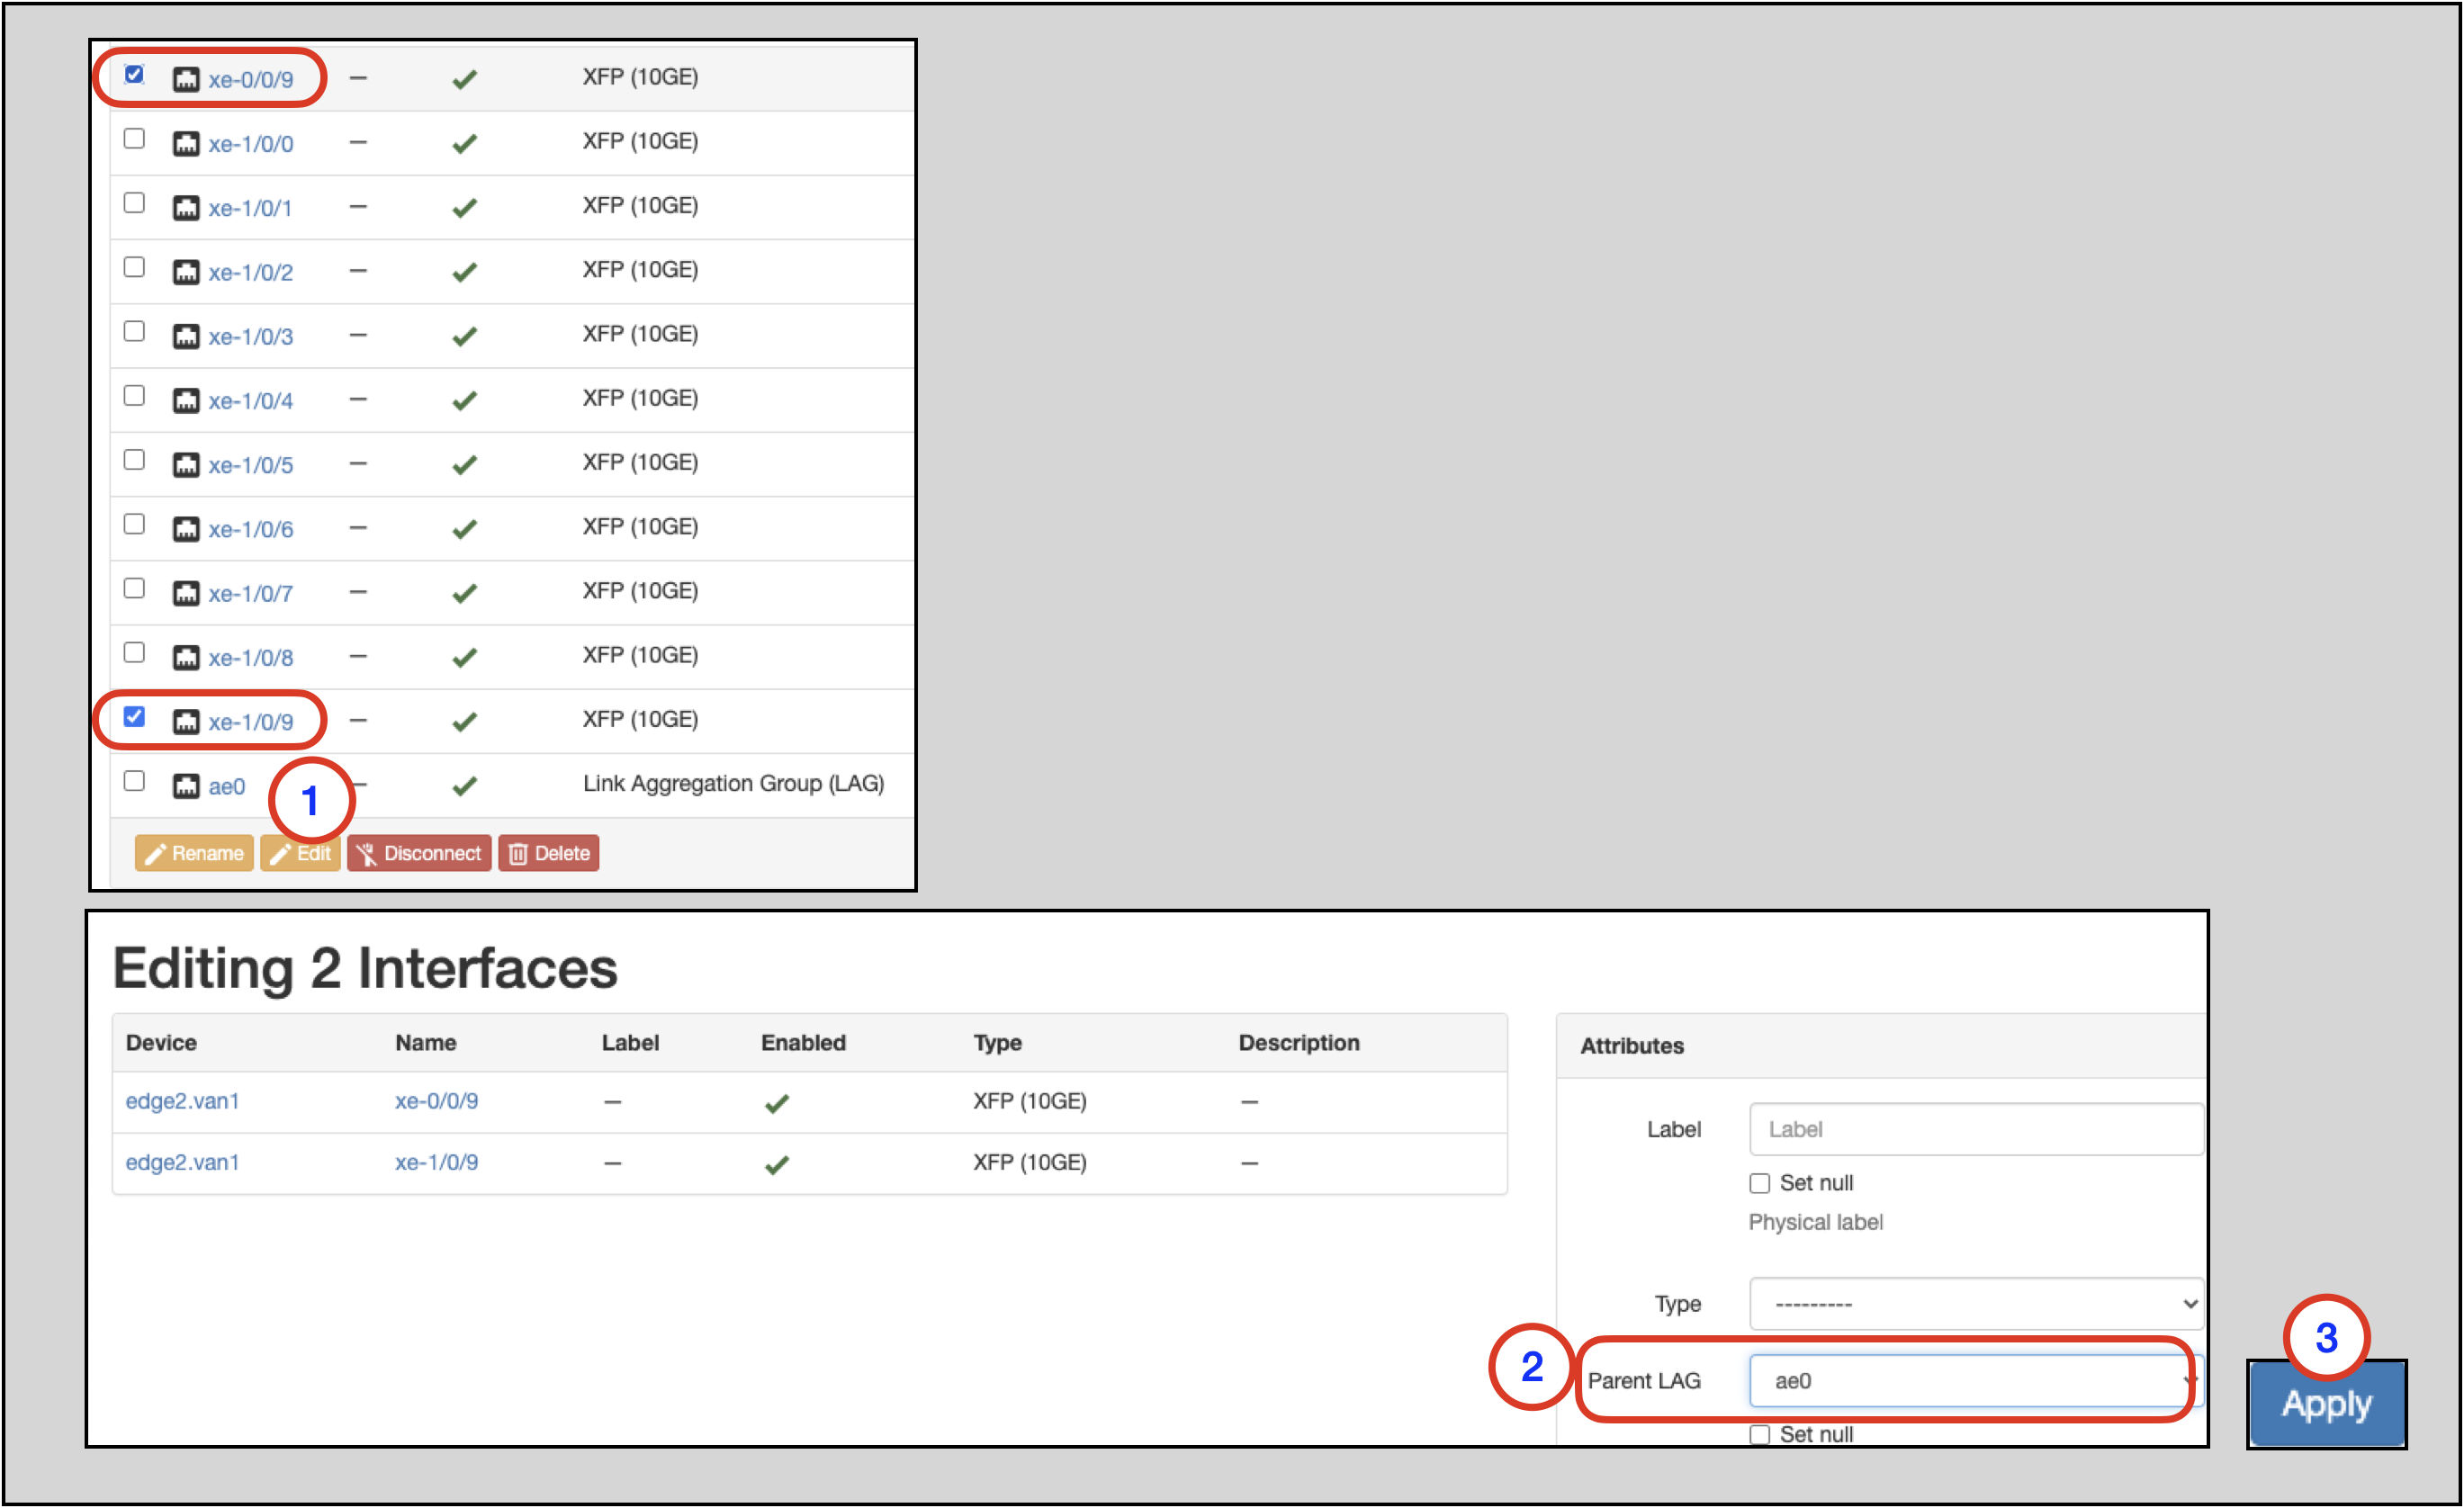 xe-0/0/9 — XFP (10GE)
xe-1/0/0 — XFP (10GE)
xe-1/0/1 — XFP (10GE)
xe-1/0/2 — XFP (10GE)
xe-1/0/3 — XFP (10GE)
xe-1/0/4 — XFP (10GE)
xe-1/0/5 — XFP (10GE)
xe-1/0/6 — XFP (10GE)
xe-1/0/7 — XFP (10GE)
xe-1/0/8 — XFP (10GE)
xe-1/0/9 — XFP (10GE)
ae0 — Link Aggregation Group (LAG)
1
Rename Edit Disconnect Delete
Editing 2 Interfaces
Device Name Label Enabled Type Description
edge2.van1 xe-0/0/9 — XFP (10GE) —
edge2.van1 xe-1/0/9 — XFP (10GE) —
Attributes
Label Label
Set null
Physical label
Type ---------
2 Parent LAG ae0
Set null
3
Apply